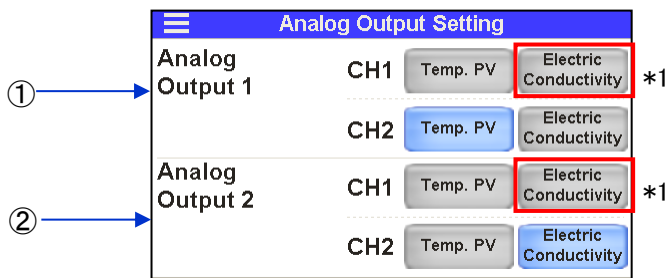 Analog Output Setting
Analog
Output 1
CH1 Temp. PV Electric
Conductivity *1
①
CH2 Temp. PV Electric
Conductivity
Analog
Output 2
CH1 Temp. PV Electric
Conductivity *1
②
CH2 Temp. PV Electric
Conductivity